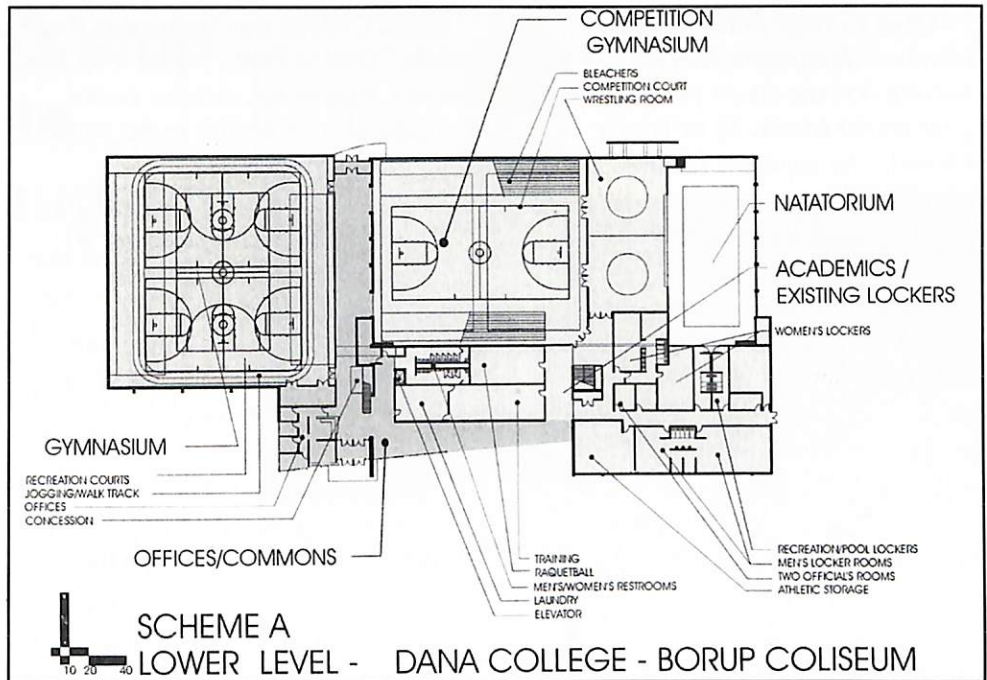 COMPETITION
GYMNASIUM
BLEACHERS
COMPETITION COURT
WRESTLING ROOM
NATATORIUM
ACADEMICS /
EXISTING LOCKERS
WOMEN'S LOCKERS
GYMNASIUM
RECREATION COURTS
JOGGING/WALK TRACK
OFFICES
CONCESSION
OFFICES/COMMONS
TRAINING
RAQUETBALL
MEN'S/WOMEN'S RESTROOMS
LAUNDRY
ELEVATOR
RECREATION/POOL LOCKERS
MEN'S LOCKER ROOMS
TWO OFFICIAL'S ROOMS
ATHLETIC STORAGE
10 20 40
SCHEME A
LOWER LEVEL - DANA COLLEGE - BORUP COLISEUM